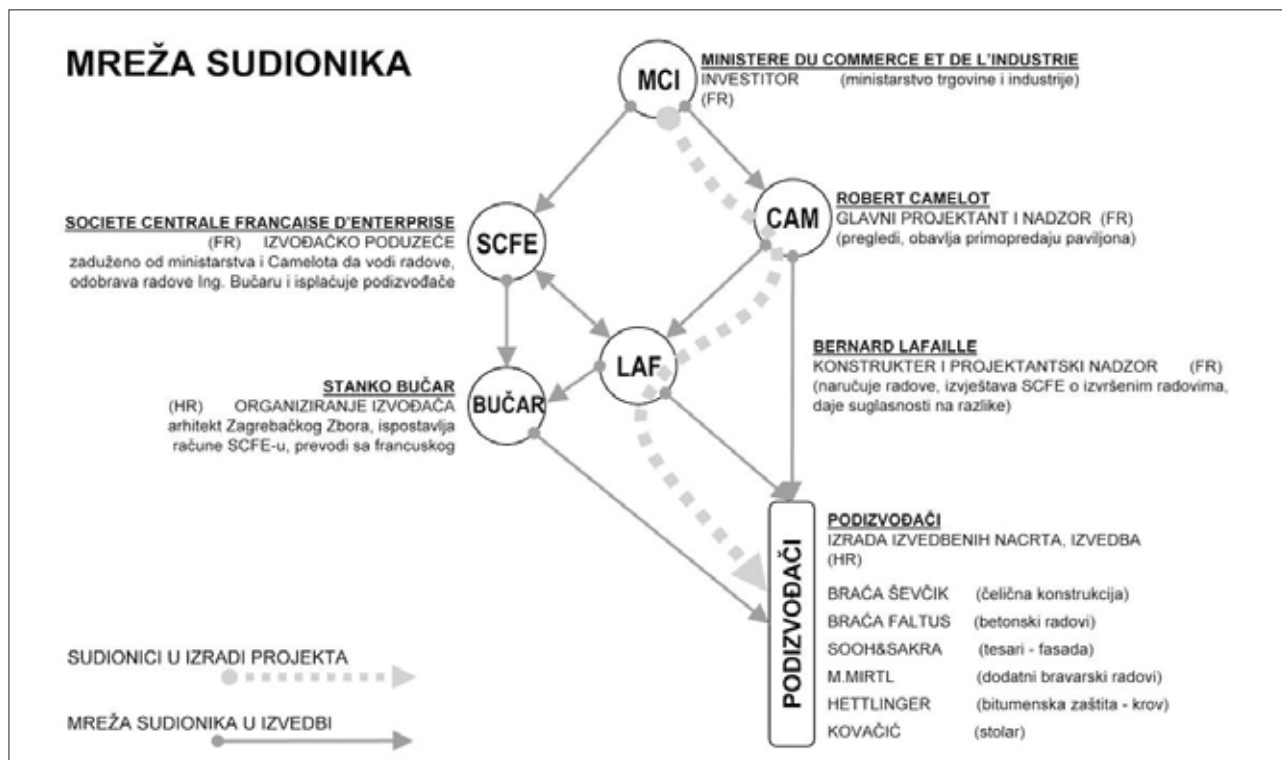 MREŽA SUDIONIKA
MCI
MINISTERE DU COMMERCE ET DE L'INDUSTRIE
INVESTITOR (ministarstvo trgovine i industrije)
(FR)
SOCIETE CENTRALE FRANCAISE D'ENTERPRISE
(FR) IZVOĐAČKO PODUZEĆE
zaduženo od ministarstva i Camelota da vodi radove,
odobrava radove Ing. Bučaru i isplaćuje podizvođače
SCFE
CAM
ROBERT CAMELOT
GLAVNI PROJEKTANT I NADZOR (FR)
(pregledi, obavlja primopredaju paviljona)
STANKO BUČAR
(HR) ORGANIZIRANJE IZVOĐAČA
arhitekt Zagrebačkog Zbora, ispostavlja
račune SCFE-u, prevodi sa francuskog
BUČAR
LAF
BERNARD LAFAILLE
KONSTRUKTER I PROJEKTANTSKI NADZOR (FR)
(naručuje radove, izvještava SCFE o izvršenim radovima,
daje suglasnosti na razlike)
PODIZVOĐAČI
PODIZVOĐAČI
IZRADA IZVEDBENIH NACRTA, IZVEDBA
(HR)
BRAĆA ŠEVČIK (čelična konstrukcija)
BRAĆA FALTUS (betonski radovi)
SOOH&SAKRA (tesari - fasada)
M.MIRTL (dodatni bravarski radovi)
HETTLINGER (bitumenska zaštita - krov)
KOVAČIĆ (stolar)
SUDIONICI U IZRADI PROJEKTA
MREŽA SUDIONIKA U IZVEDBI